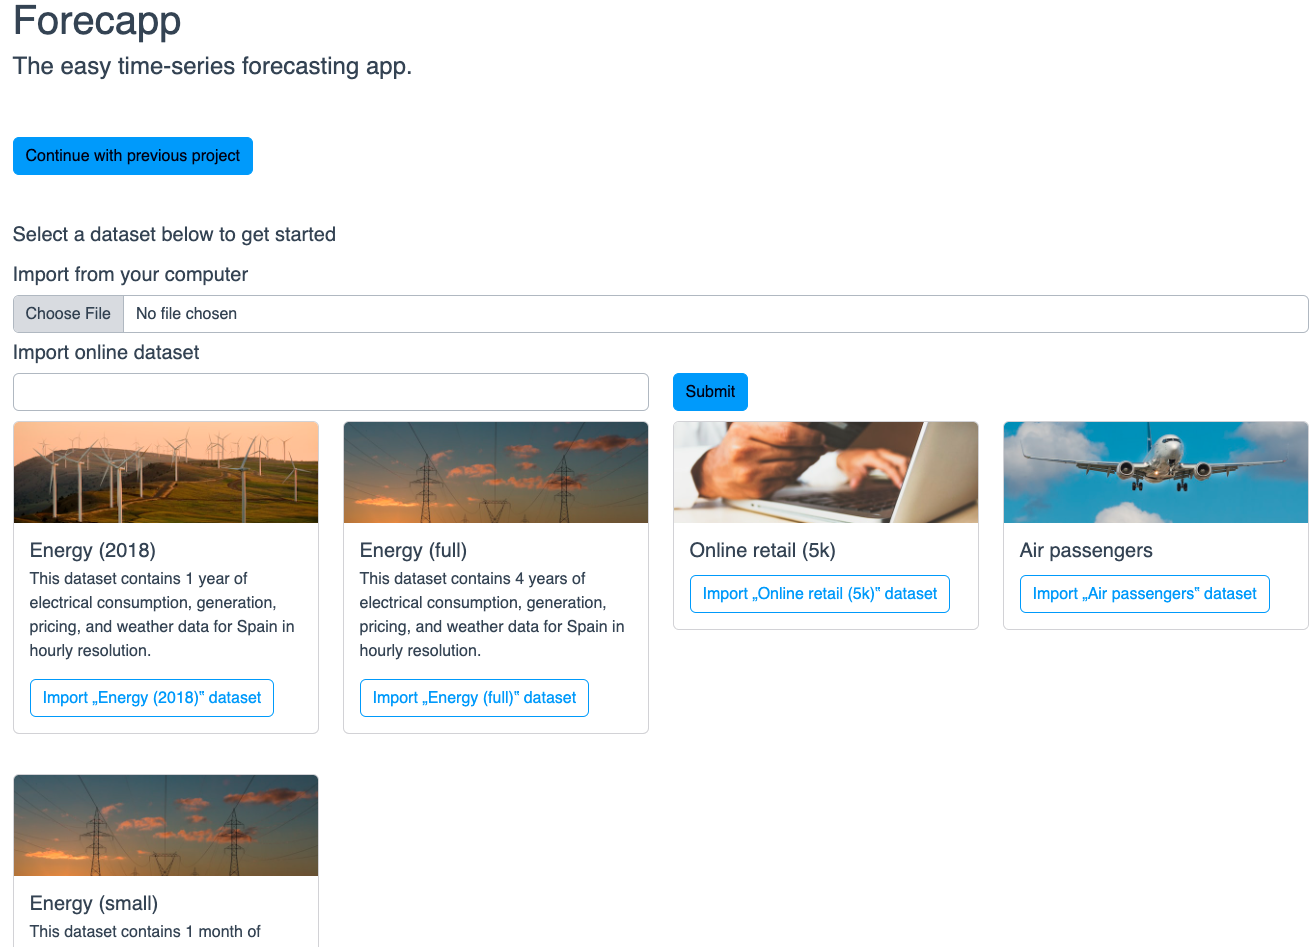 Forecapp
The easy time-series forecasting app.
Continue with previous project
Select a dataset below to get started
Import from your computer
Choose File No file chosen
Import online dataset
Submit
Energy (2018)
This dataset contains 1 year of
electrical consumption, generation,
pricing, and weather data for Spain in
hourly resolution.
Import „Energy (2018)‟ dataset
Energy (full)
This dataset contains 4 years of
electrical consumption, generation,
pricing, and weather data for Spain in
hourly resolution.
Import „Energy (full)‟ dataset
Online retail (5k)
Import „Online retail (5k)‟ dataset
Air passengers
Import „Air passengers‟ dataset
Energy (small)
This dataset contains 1 month of